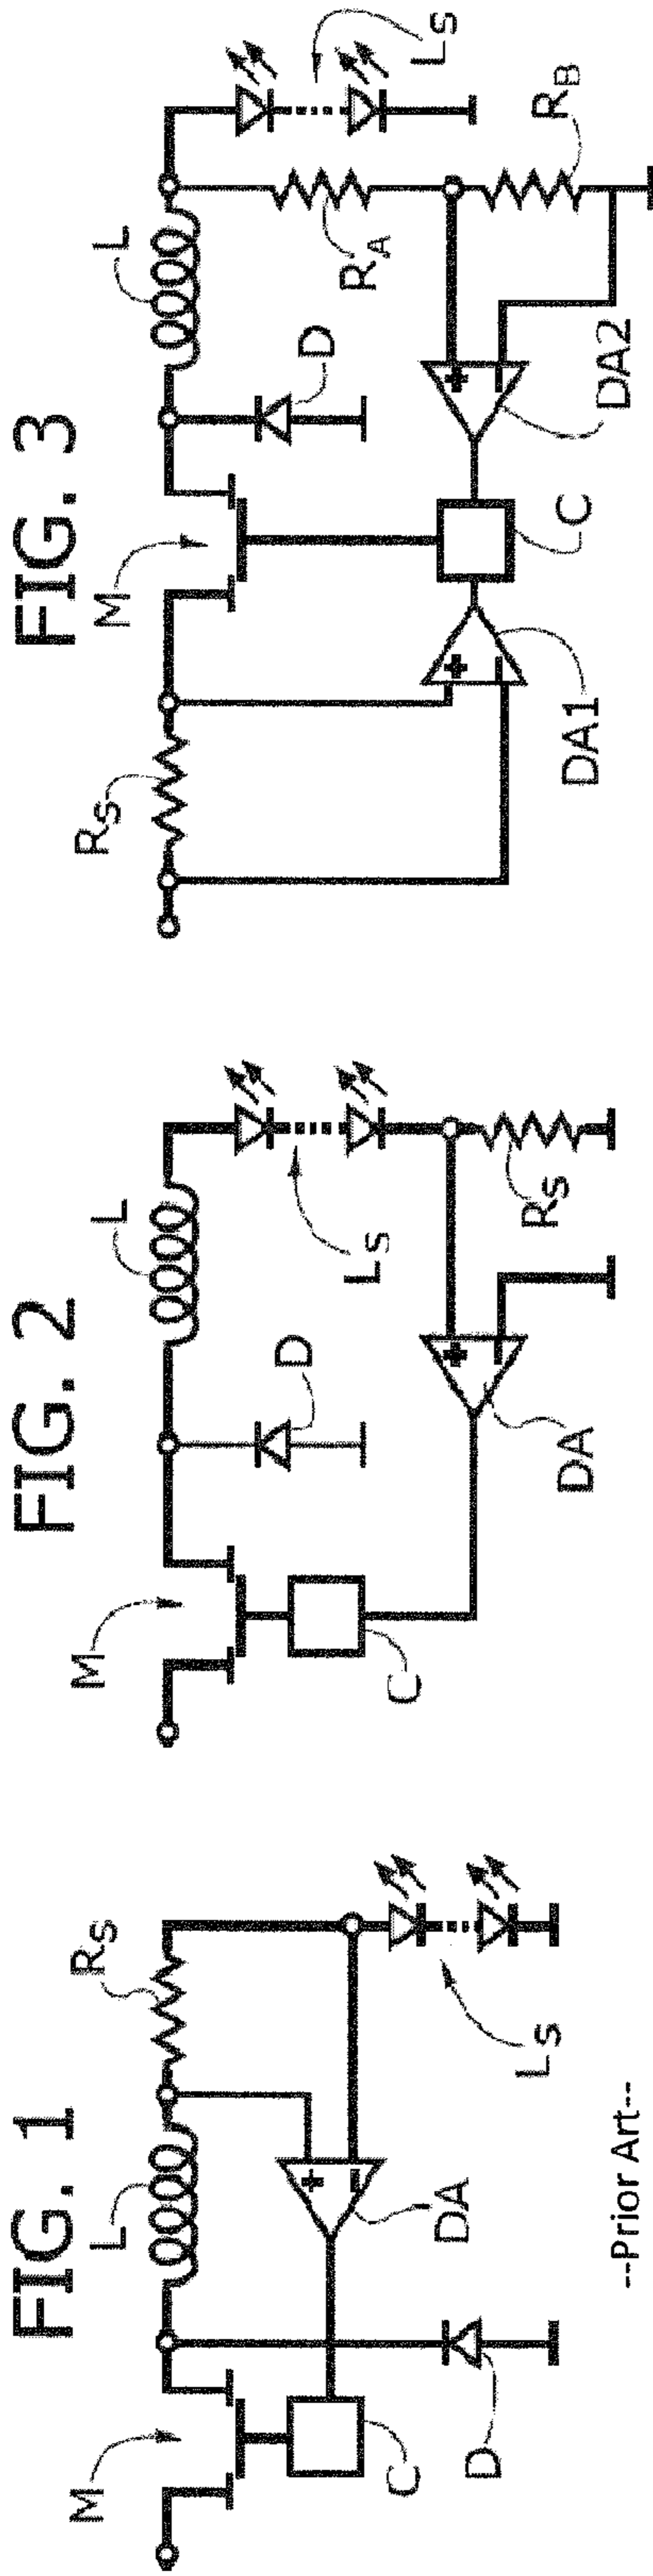 FIG. 1
M
L
RS
DA
C
D
LS
--Prior Art--
FIG. 2
M
L
D
LS
C
DA
RS
FIG. 3
RS
M
L
D
LS
RA
RB
DA1
C
DA2